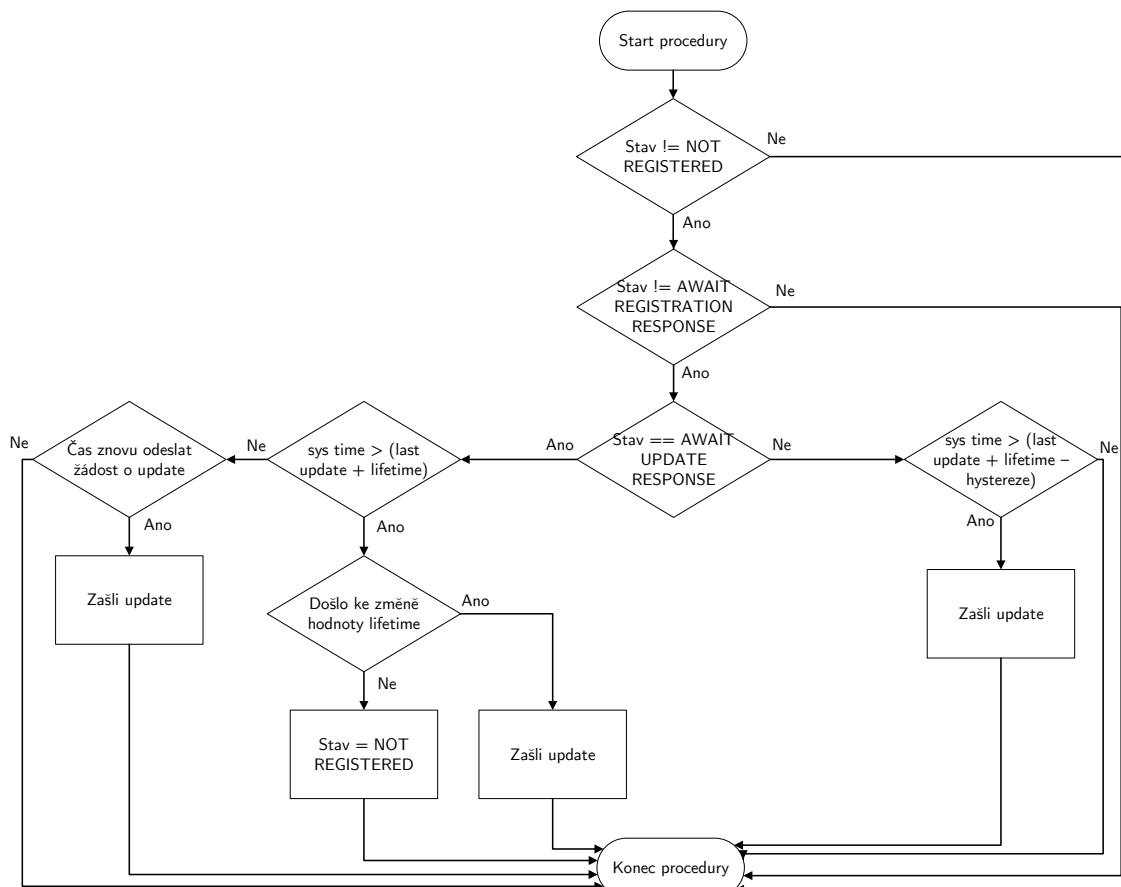 Start procedury
Stav != NOT
REGISTERED
Ne
Ano
Stav != AWAIT
REGISTRATION
RESPONSE
Ne
Ano
Stav == AWAIT
UPDATE
RESPONSE
Ano
Ne
sys time > (last
update + lifetime)
Ne
Ano
Čas znovu odeslat
žádost o update
Ne
Ano
sys time > (last
update + lifetime –
hystereze)
Ne
Ano
Zašli update
Došlo ke změně
hodnoty lifetime
Ano
Ne
Zašli update
Stav = NOT
REGISTERED
Zašli update
Konec procedury